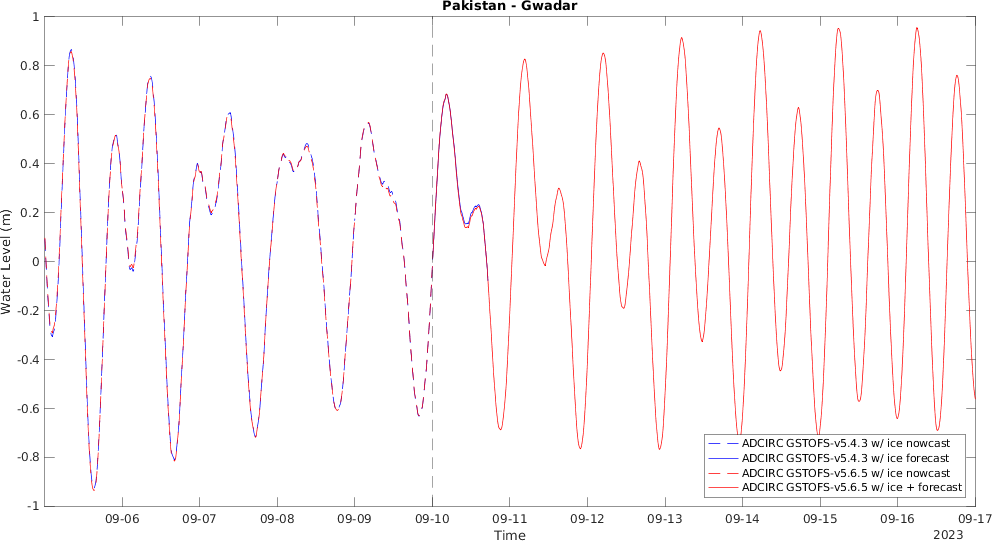 Pakistan - Gwadar
Water Level (m)
1
0.8
0.6
0.4
0.2
0
-0.2
-0.4
-0.6
-0.8
-1
ADCIRC GSTOFS-v5.4.3 w/ ice nowcast
ADCIRC GSTOFS-v5.4.3 w/ ice forecast
ADCIRC GSTOFS-v5.6.5 w/ ice nowcast
ADCIRC GSTOFS-v5.6.5 w/ ice + forecast
09-06 09-07 09-08 09-09 09-10 09-11 09-12 09-13 09-14 09-15 09-16 09-17
Time
2023